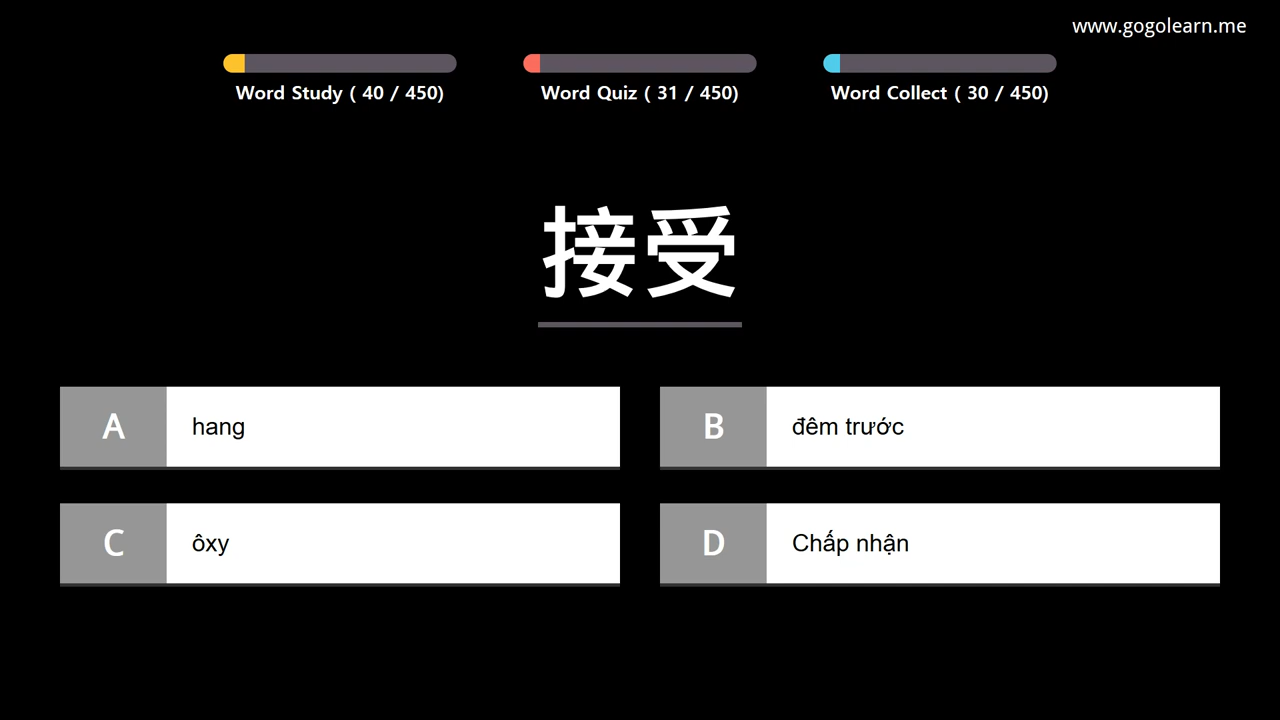 www.gogolearn.me
Word Study ( 40 / 450)
Word Quiz ( 31 / 450)
Word Collect ( 30 / 450)
接受
A hang
B đêm trước
C ôxy
D Chấp nhận